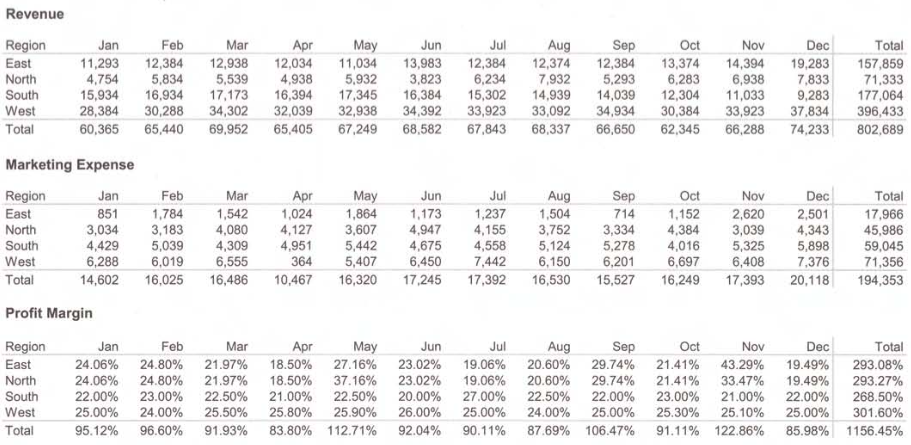 Revenue
Region Jan Feb Mar Apr May Jun Jul Aug Sep Oct Nov Dec Total
East 11,293 12,384 12,938 12,034 11,034 13,983 12,384 12,374 12,384 13,374 14,394 19,283 157,859
North 4,754 5,834 5,539 4,938 5,932 3,823 6,234 7,932 5,293 6,283 6,938 7,833 71,333
South 15,934 16,934 17,173 16,394 17,345 16,384 15,302 14,939 14,039 12,304 11,033 9,283 177,064
West 28,384 30,288 34,302 32,039 32,938 34,392 33,923 33,092 34,934 30,384 33,923 37,834 396,433
Total 60,365 65,440 69,952 65,405 67,249 68,582 67,843 68,337 66,650 62,345 66,288 74,233 802,689
Marketing Expense
Region Jan Feb Mar Apr May Jun Jul Aug Sep Oct Nov Dec Total
East 851 1,784 1,542 1,024 1,864 1,173 1,237 1,504 714 1,152 2,620 2,501 17,966
North 3,034 3,183 4,080 4,127 3,607 4,947 4,155 3,752 3,334 4,384 3,039 4,343 45,986
South 4,429 5,039 4,309 4,951 5,442 4,675 4,558 5,124 5,278 4,016 5,325 5,898 59,045
West 6,288 6,019 6,555 364 5,407 6,450 7,442 6,150 6,201 6,697 6,408 7,376 71,356
Total 14,602 16,025 16,486 10,467 16,320 17,245 17,392 16,530 15,527 16,249 17,393 20,118 194,353
Profit Margin
Region Jan Feb Mar Apr May Jun Jul Aug Sep Oct Nov Dec Total
East 24.06% 24.80% 21.97% 18.50% 27.16% 23.02% 19.06% 20.60% 29.74% 21.41% 43.29% 19.49% 293.08%
North 24.06% 24.80% 21.97% 18.50% 37.16% 23.02% 19.06% 20.60% 29.74% 21.41% 33.47% 19.49% 293.27%
South 22.00% 23.00% 22.50% 21.00% 22.50% 20.00% 27.00% 22.50% 22.00% 23.00% 21.00% 22.00% 268.50%
West 25.00% 24.00% 25.50% 25.80% 25.90% 26.00% 25.00% 24.00% 25.00% 25.30% 25.10% 25.00% 301.60%
Total 95.12% 96.60% 91.93% 83.80% 112.71% 92.04% 90.11% 87.69% 106.47% 91.11% 122.86% 85.98% 1156.45%